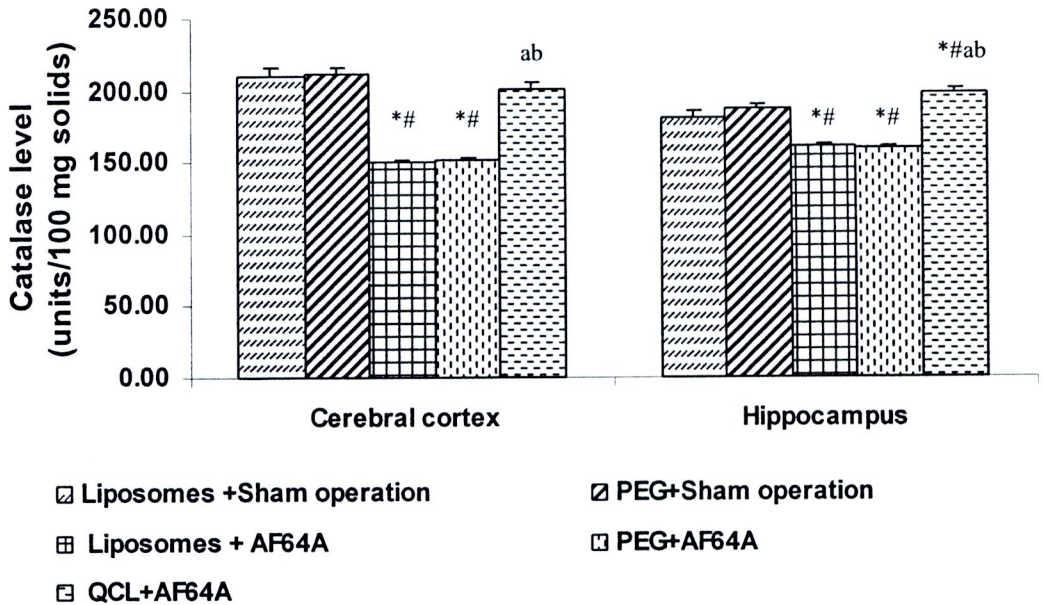 250.00
200.00
150.00
100.00
50.00
0.00
Catalase level
(units/100 mg solids)
*# *# ab
*# *# *#ab
Cerebral cortex Hippocampus
Liposomes +Sham operation PEG+Sham operation
Liposomes + AF64A PEG+AF64A
QCL+AF64A